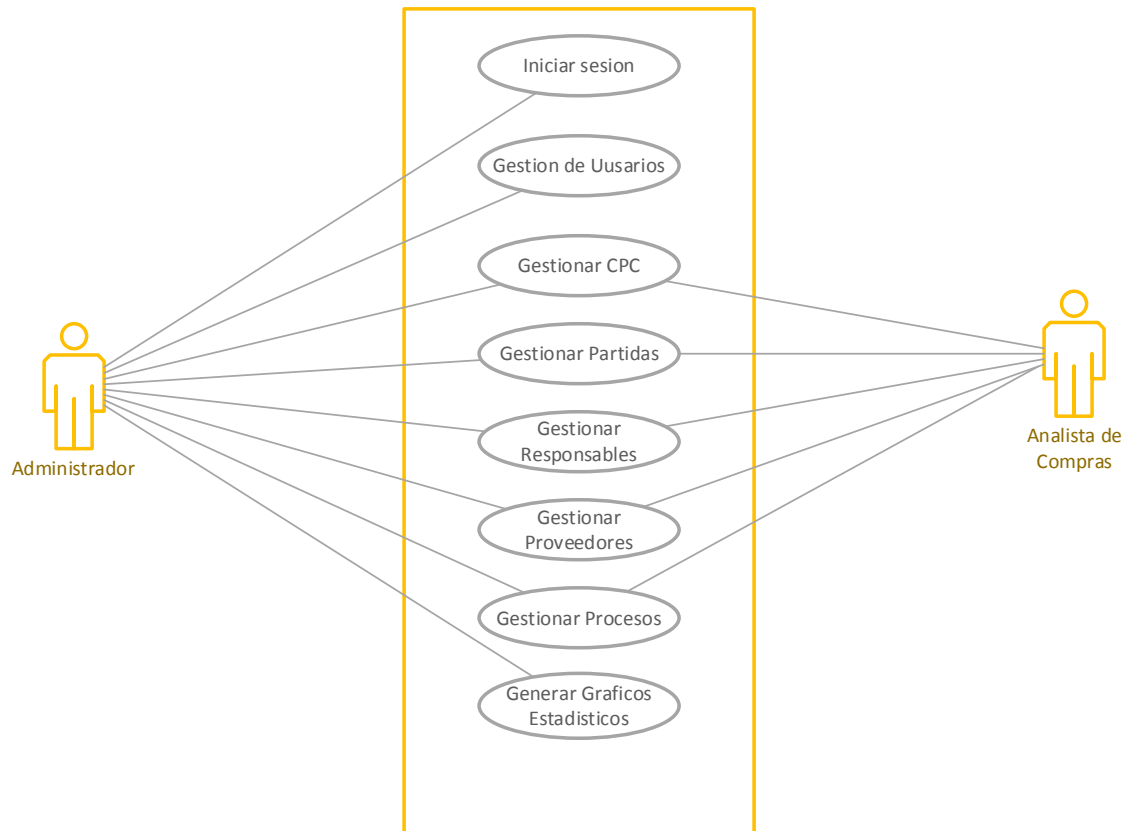 Iniciar sesion
Gestion de Uusarios
Gestionar CPC
Gestionar Partidas
Gestionar
Responsables
Gestionar
Proveedores
Gestionar Procesos
Generar Graficos
Estadisticos
Administrador
Analista de
Compras